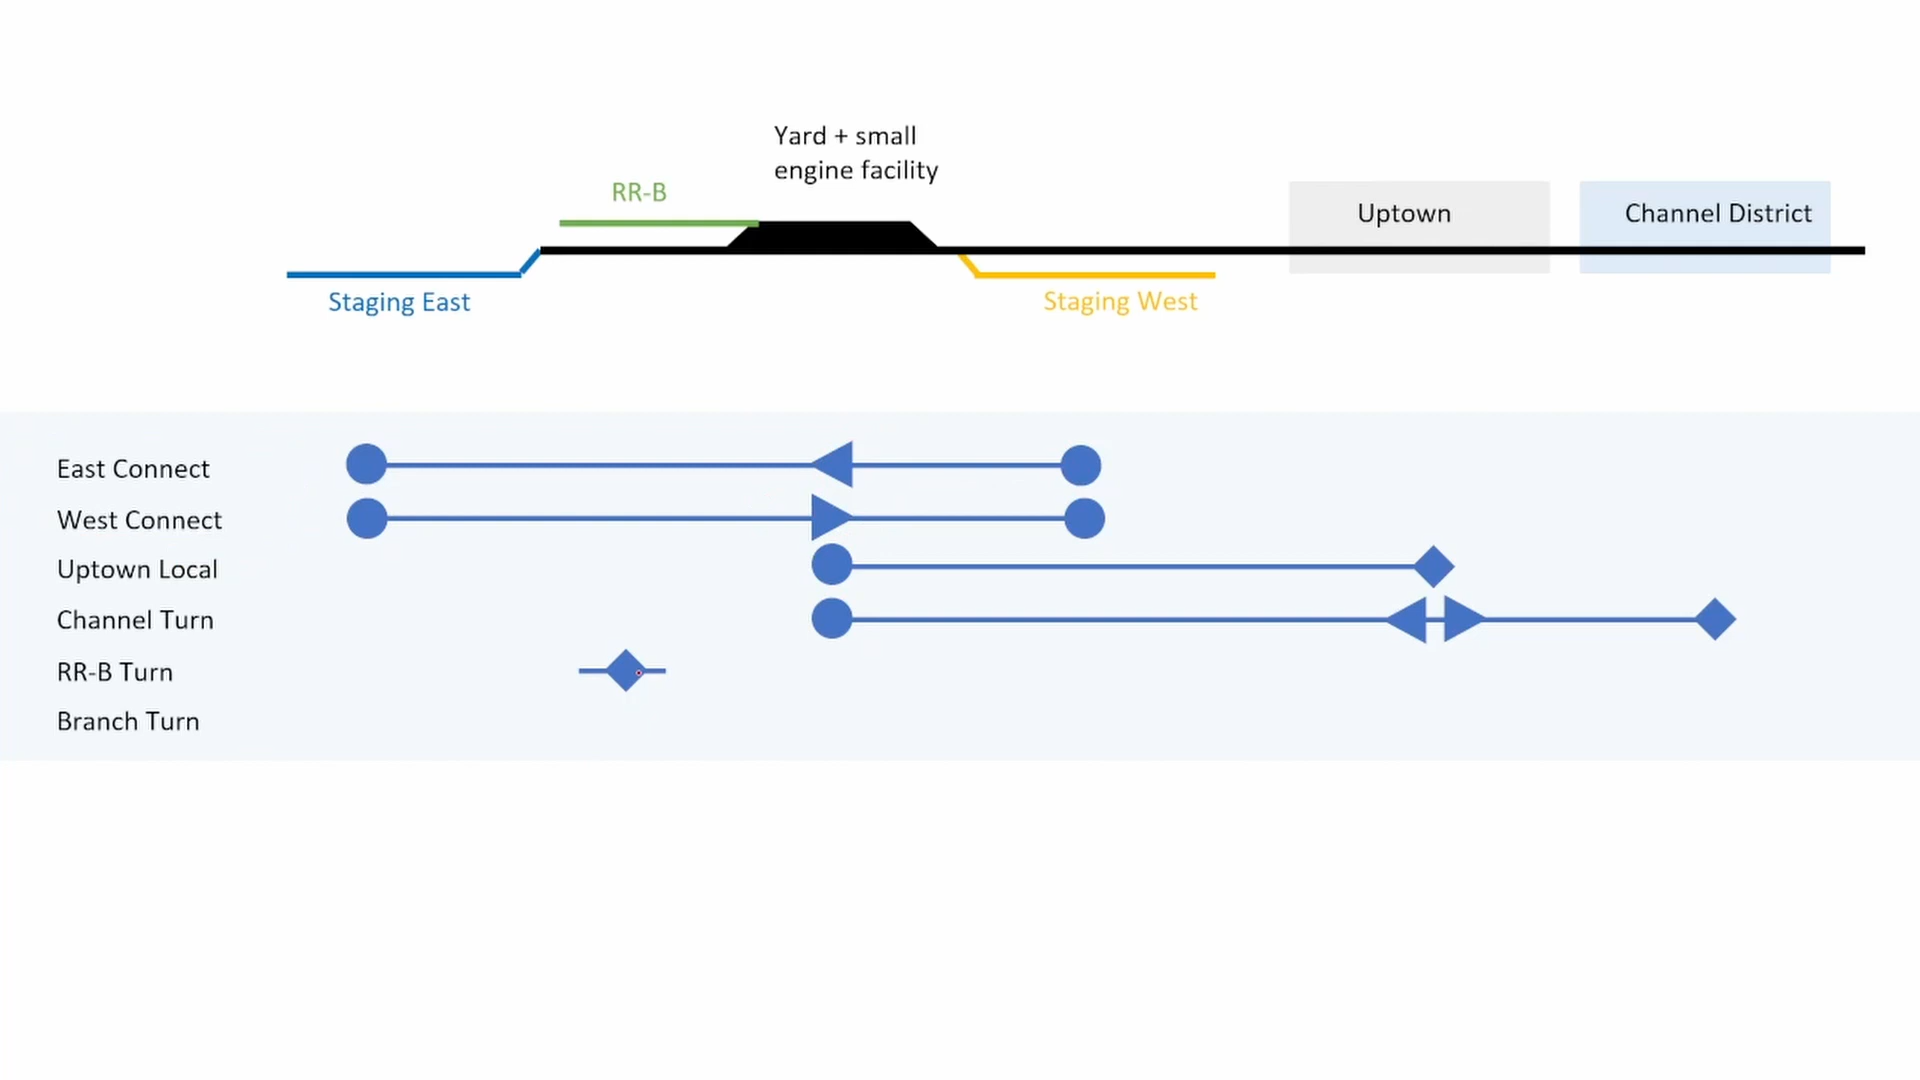 Yard + small
engine facility
RR-B
Uptown
Channel District
Staging East
Staging West
East Connect
West Connect
Uptown Local
Channel Turn
RR-B Turn
Branch Turn